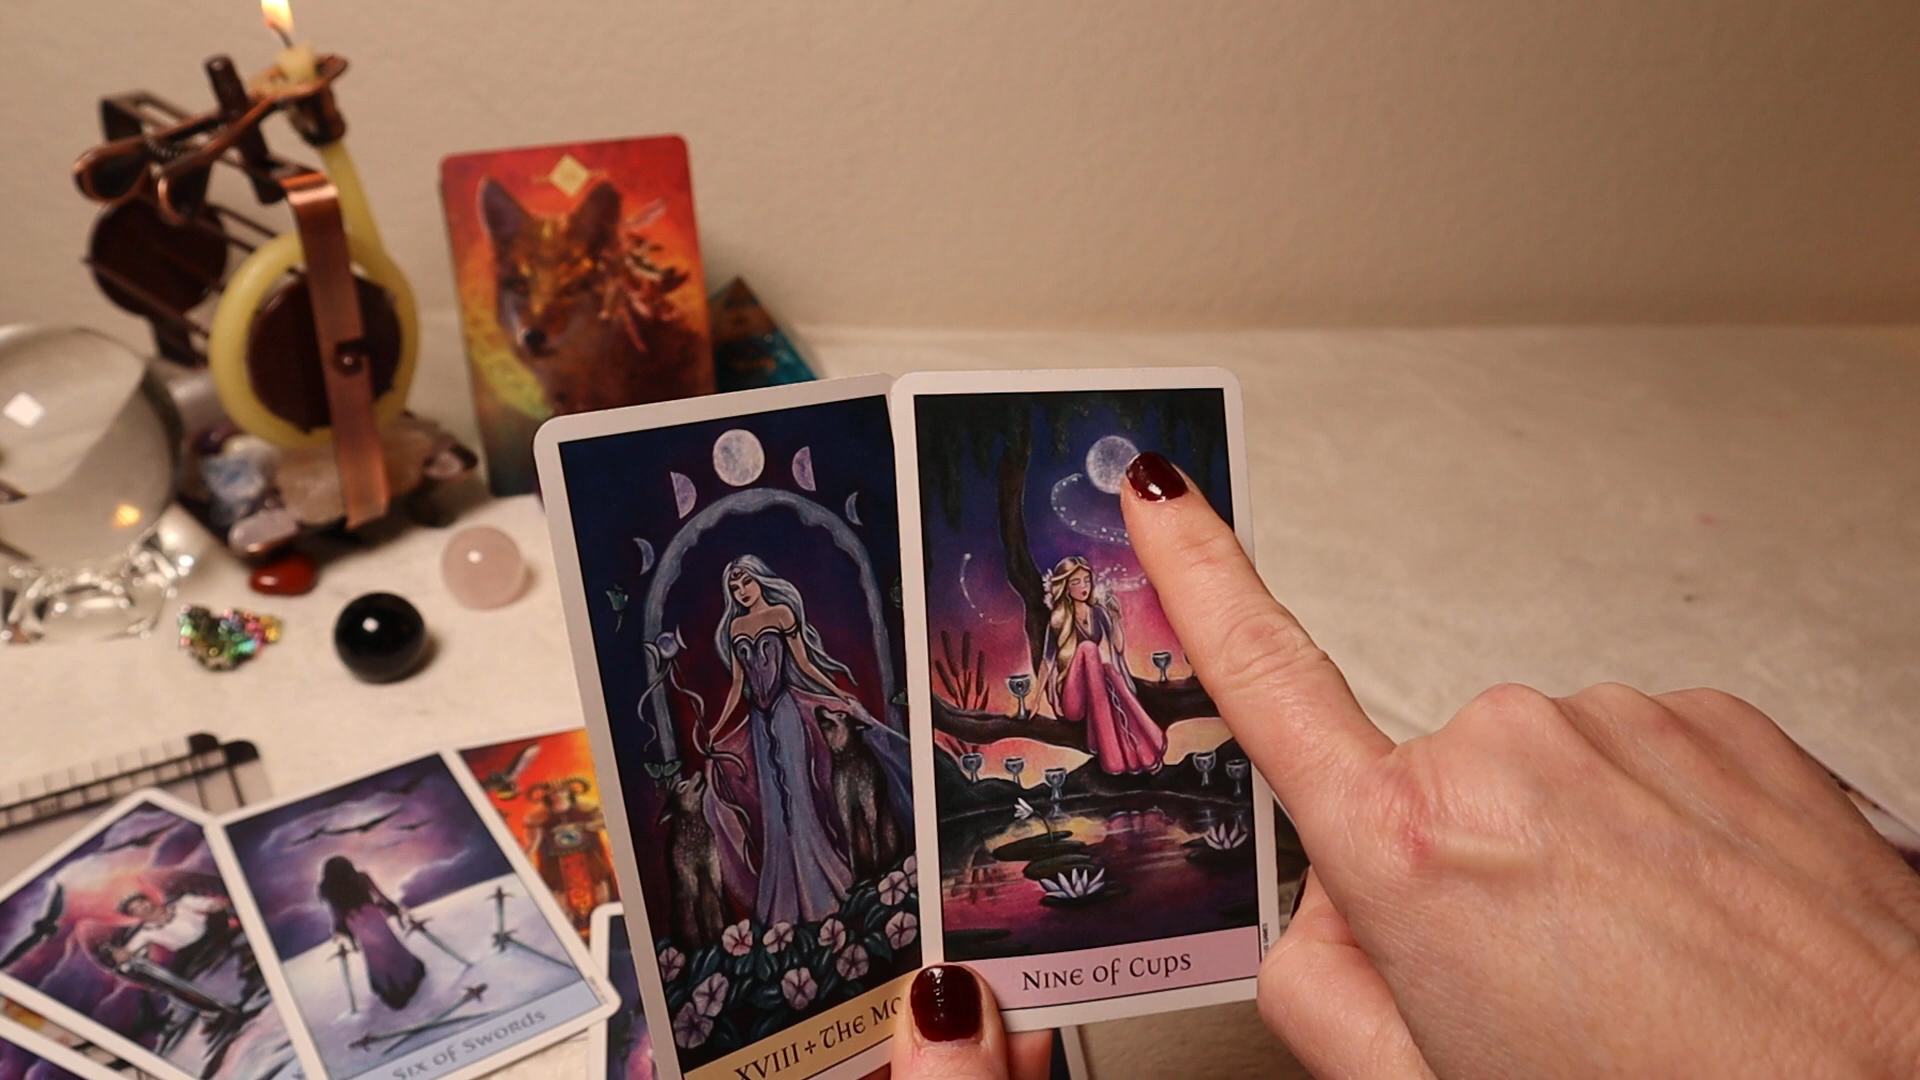 XVIII + THE MO
NINE OF CUPS
SIX OF SWORDS